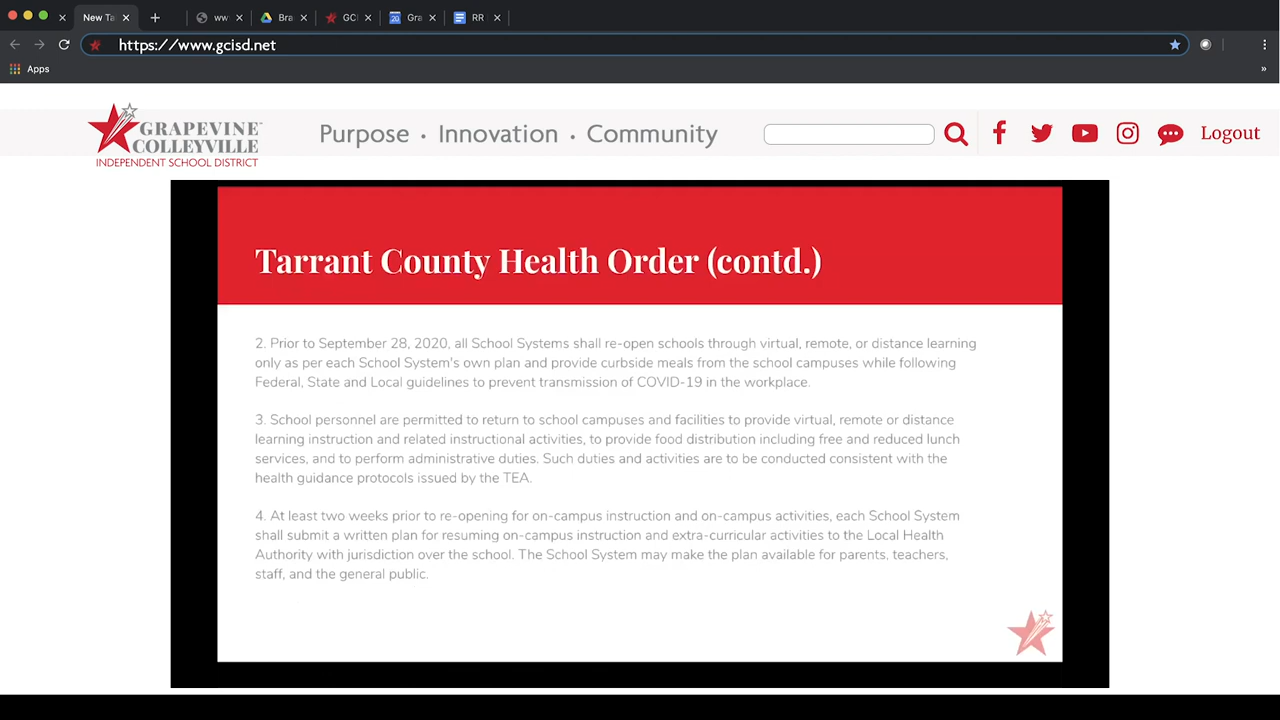 New Ta
ww
Bra
GCI
Gra
RR
https://www.gcisd.net
Apps
GRAPEVINE
COLLEYVILLE
INDEPENDENT SCHOOL DISTRICT
Purpose • Innovation • Community
Logout
Tarrant County Health Order (contd.)
2. Prior to September 28, 2020, all School Systems shall re-open schools through virtual, remote, or distance learning
only as per each School System's own plan and provide curbside meals from the school campuses while following
Federal, State and Local guidelines to prevent transmission of COVID-19 in the workplace.
3. School personnel are permitted to return to school campuses and facilities to provide virtual, remote or distance
learning instruction and related instructional activities, to provide food distribution including free and reduced lunch
services, and to perform administrative duties. Such duties and activities are to be conducted consistent with the
health guidance protocols issued by the TEA.
4. At least two weeks prior to re-opening for on-campus instruction and on-campus activities, each School System
shall submit a written plan for resuming on-campus instruction and extra-curricular activities to the Local Health
Authority with jurisdiction over the school. The School System may make the plan available for parents, teachers,
staff, and the general public.